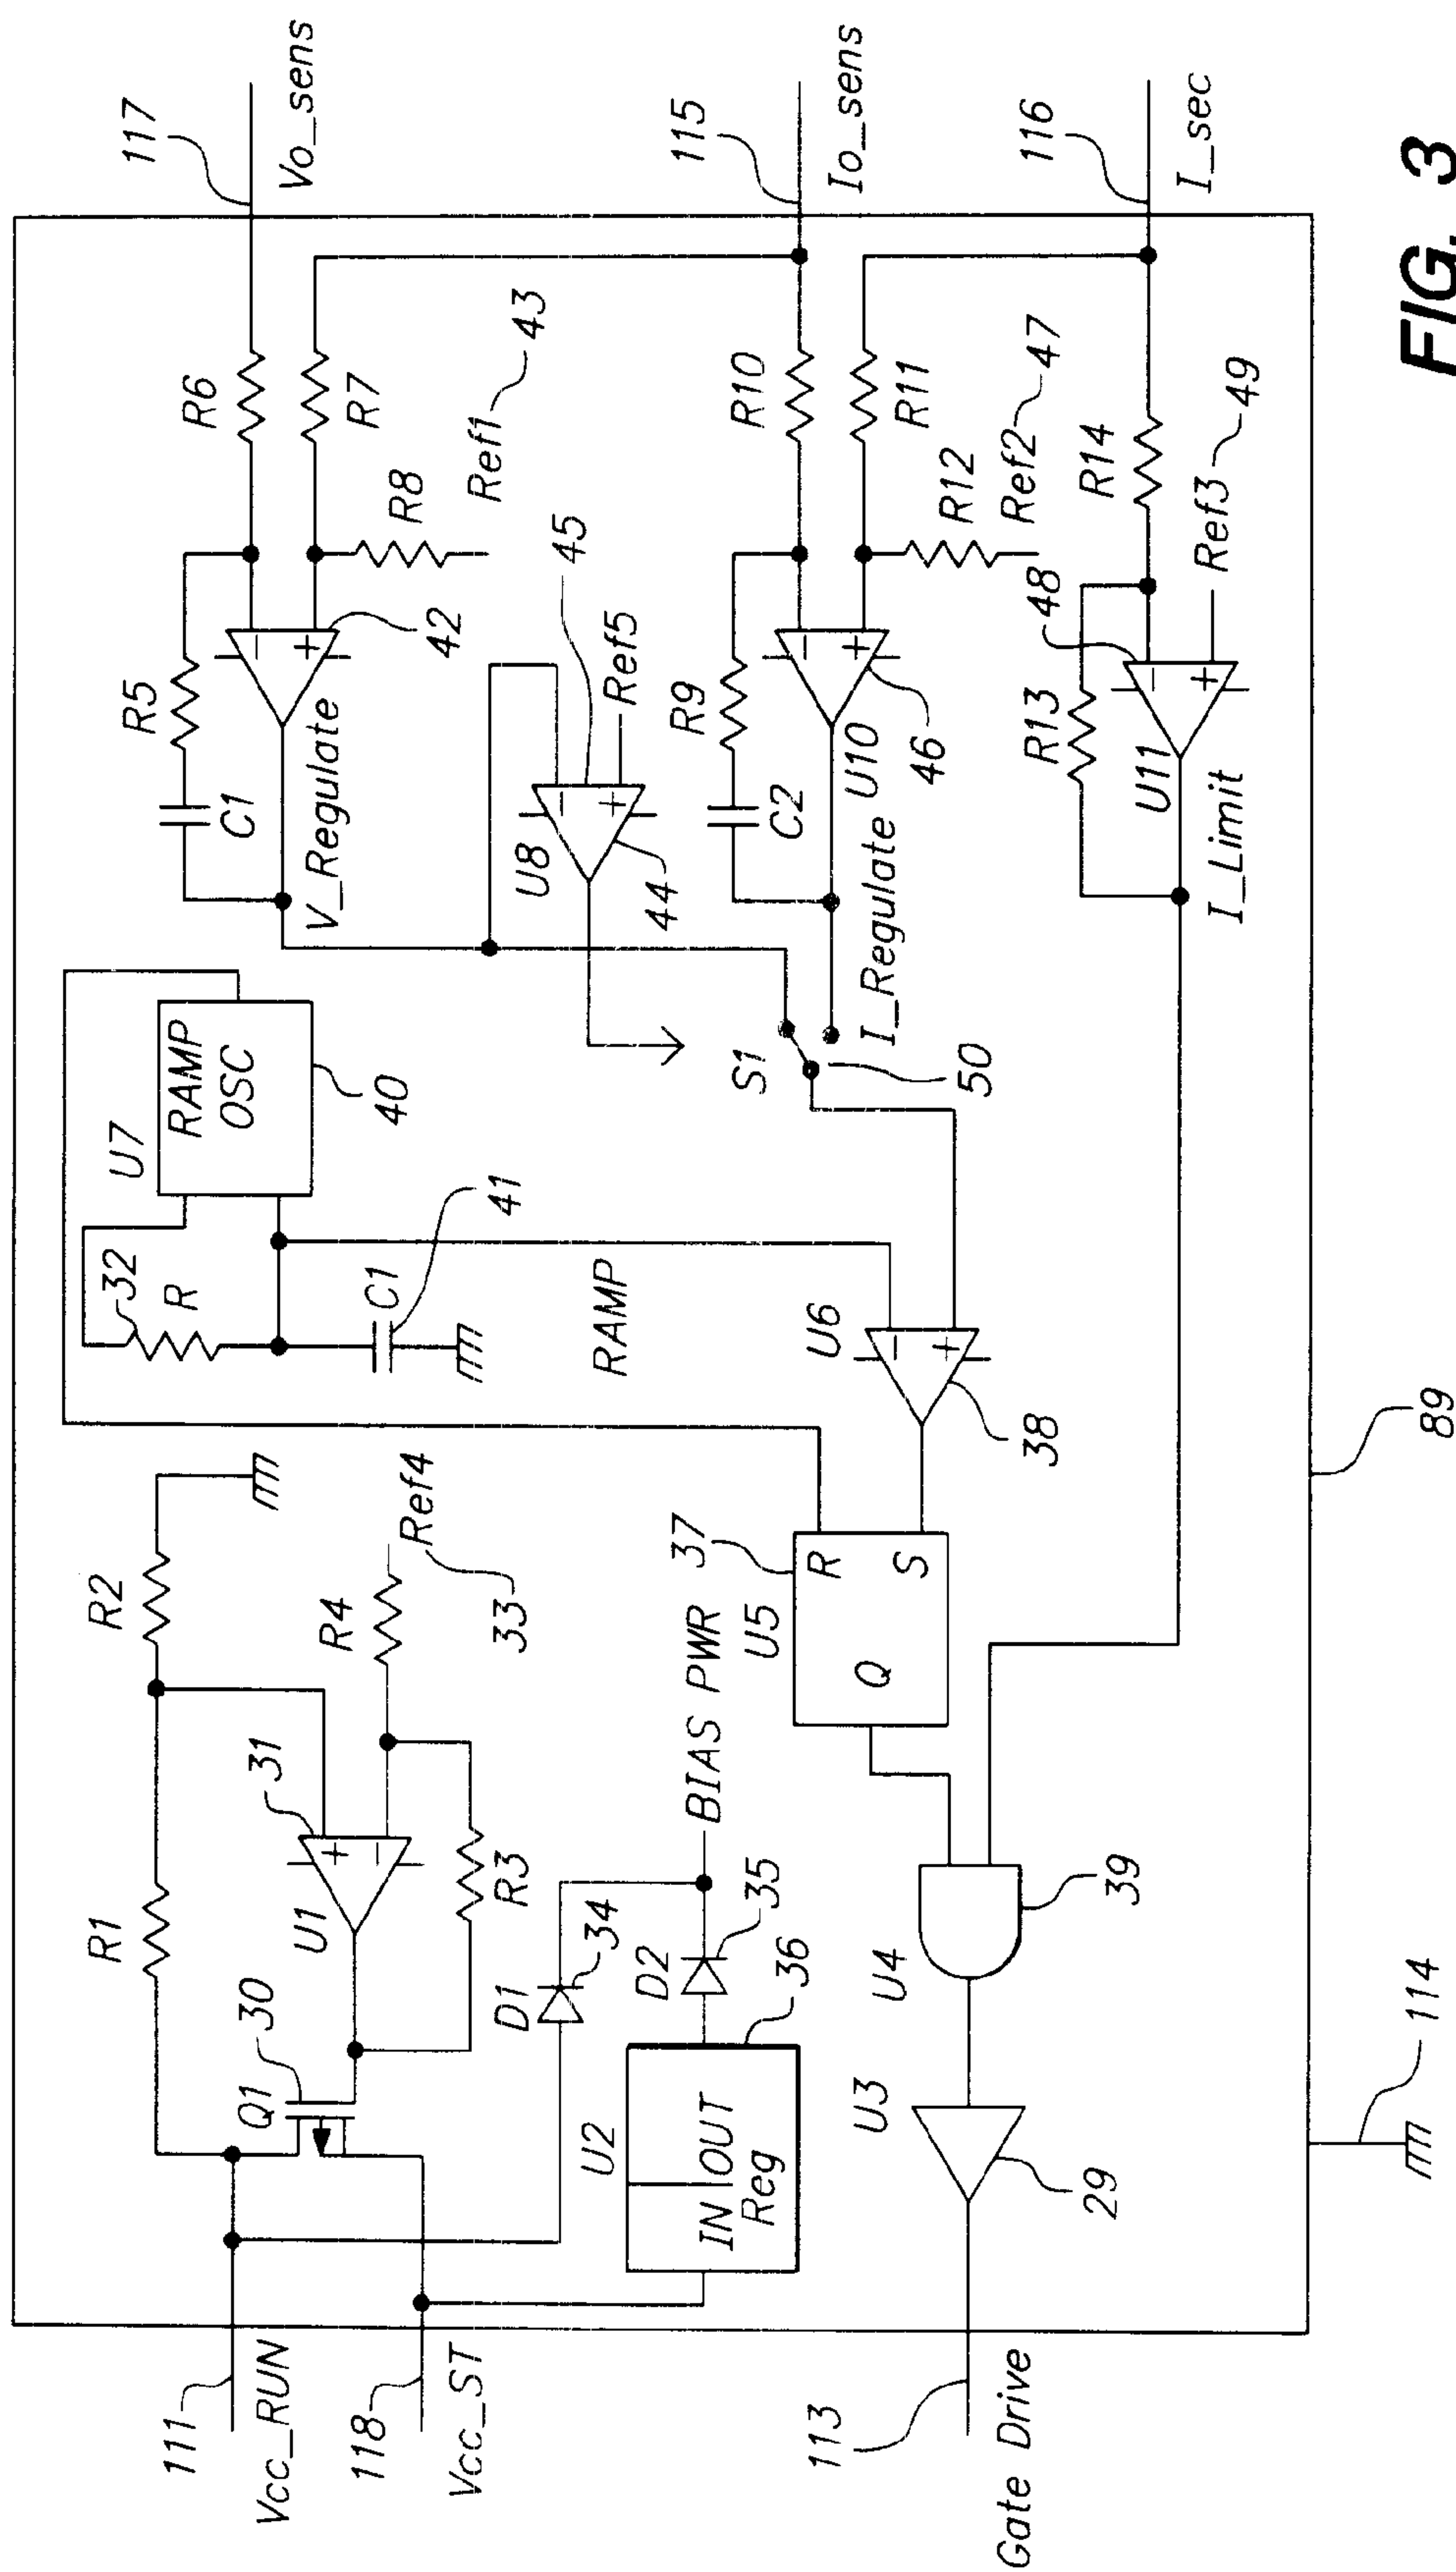 111
Vcc_RUN
118
Vcc_ST
113
Gate Drive
R1
R2
Q1
30
U1
31
+
−
R3
R4
Ref4
33
D1
34
D2
35
BIAS PWR
U2
IN
OUT
Reg
36
U3
29
U4
39
U5
37
Q
R
S
U6
−
+
38
RAMP
32
R
C1
41
U7
RAMP
OSC
40
S1
50
R5
C1
V_Regulate
−
+
42
R6
R7
R8
Ref1
43
U8
−
+
44
45
Ref5
R9
C2
U10
I_Regulate
−
+
46
R10
R11
R12
Ref2
47
R13
U11
I_Limit
−
+
48
R14
Ref3
49
117
Vo_sens
115
Io_sens
116
I_sec
114
89
FIG. 3